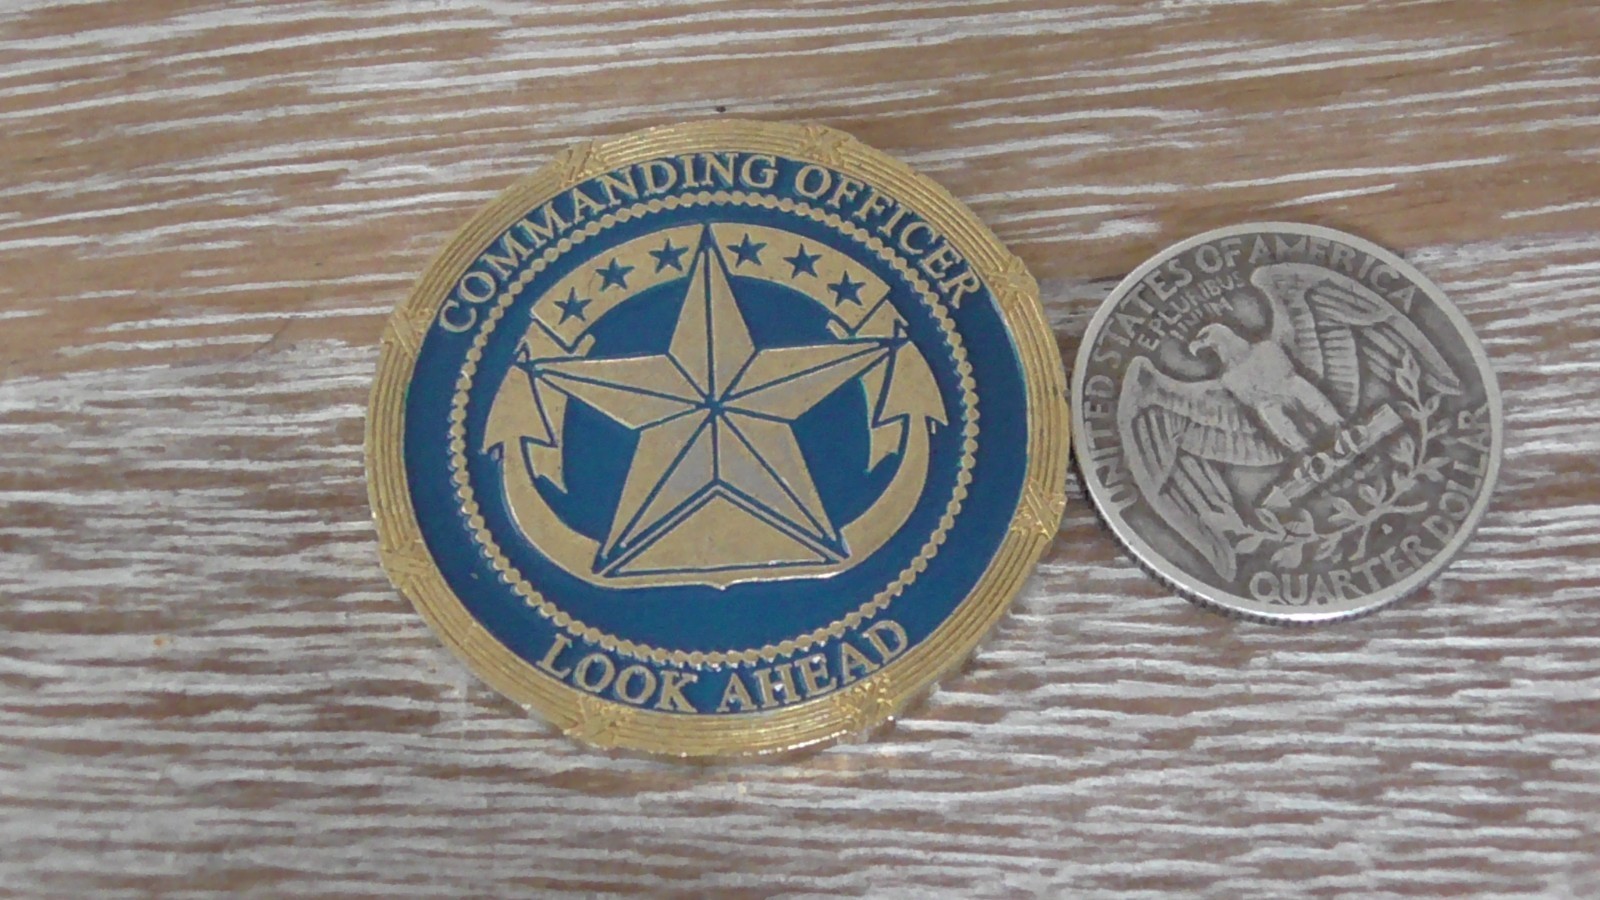 COMMANDING OFFICER
LOOK AHEAD
UNITED STATES OF AMERICA
E PLURIBUS
UNUM
QUARTER DOLLAR